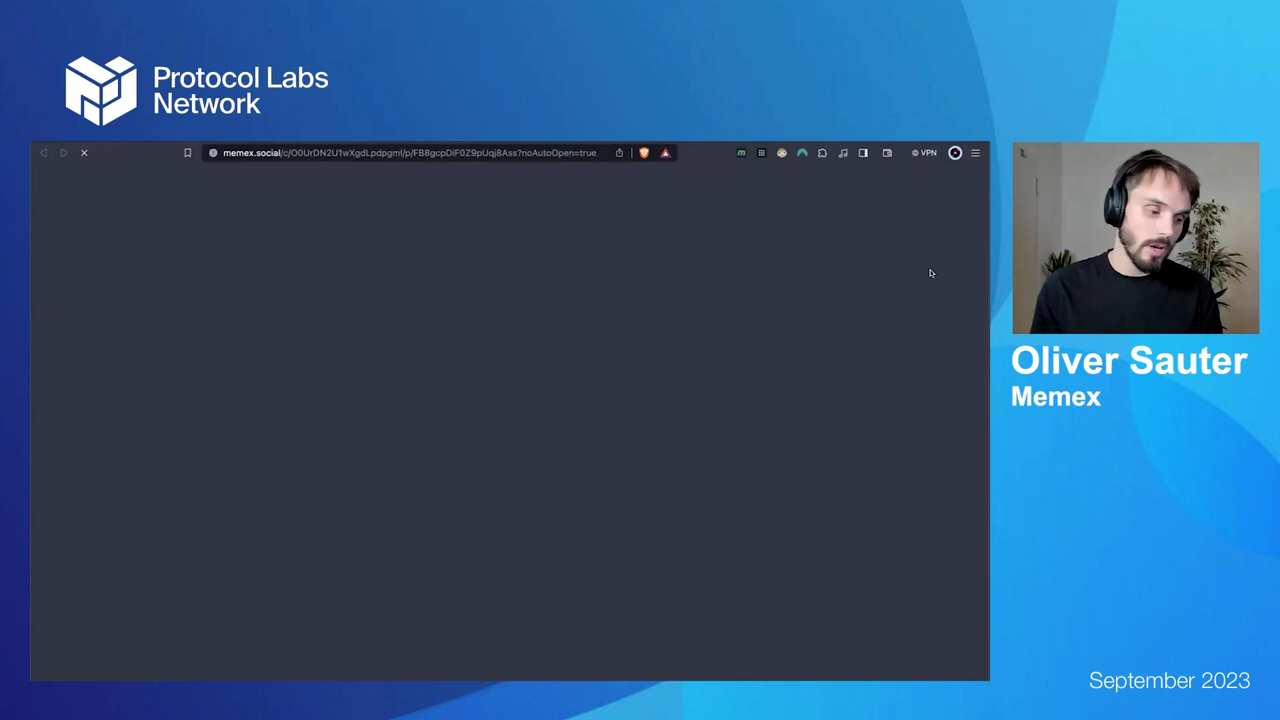 Protocol Labs
Network
memex.social/c/O0UrDN2U1wXgdLpdpgml/p/FB8gcpDiF0Z9pUqj8Ass?noAutoOpen=true
VPN
Oliver Sauter
Memex
September 2023